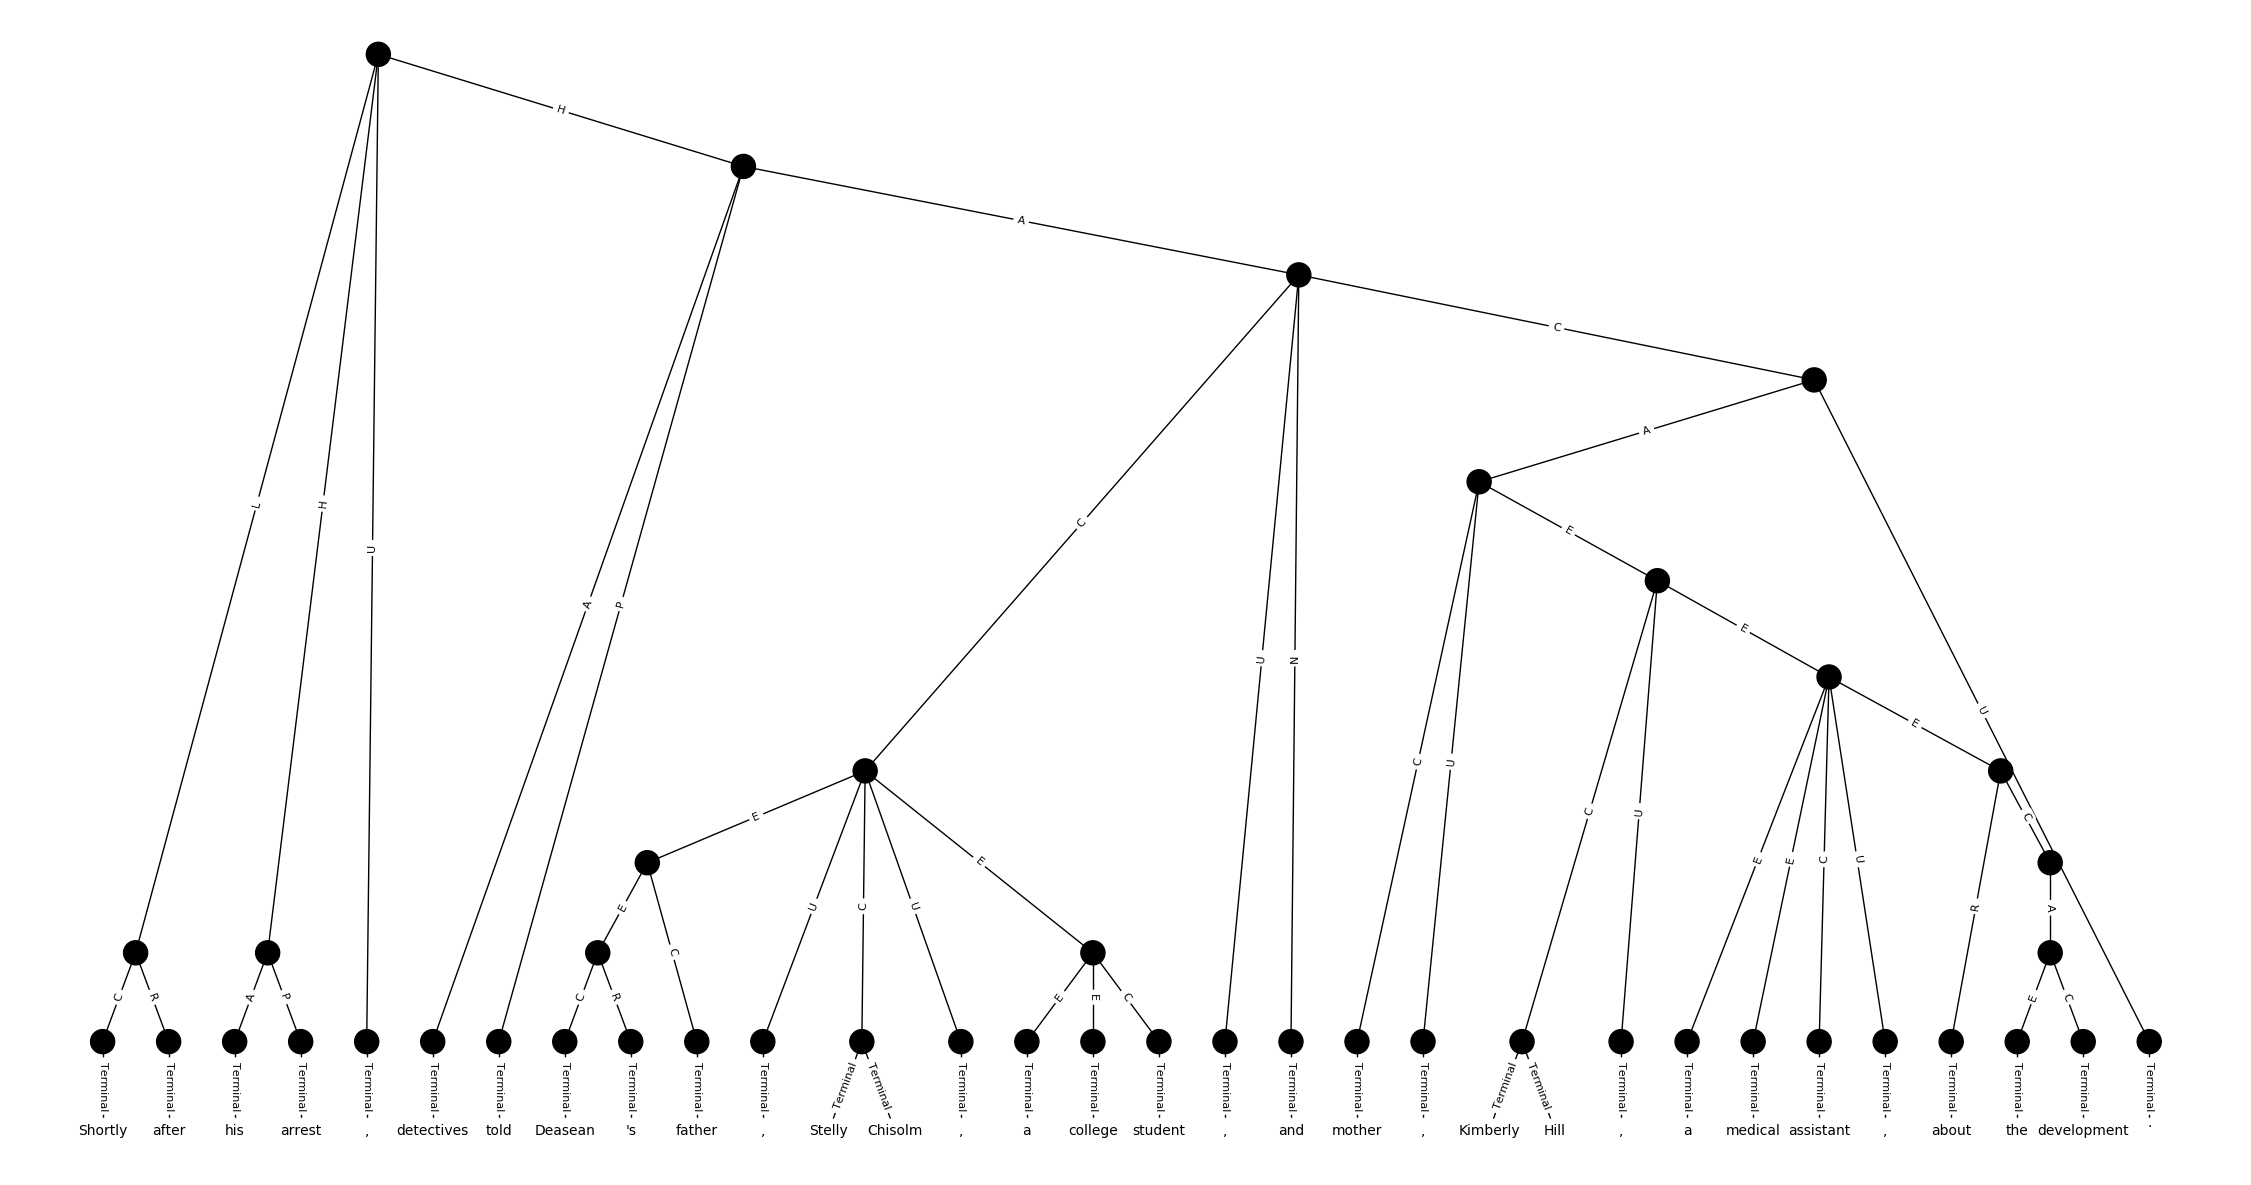 H
A
C
A
L
H
C
E
U
A
P
E
U
N
C
U
U
E
C
U
E
E
C
U
E
U
C
U
E
C
A
R
C
R
A
P
C
R
E
E
C
E
C
Terminal Terminal Terminal Terminal Terminal Terminal Terminal Terminal Terminal Terminal Terminal Terminal Terminal Terminal Terminal Terminal Terminal Terminal Terminal Terminal Terminal Terminal Terminal Terminal Terminal Terminal Terminal Terminal Terminal Terminal Terminal Terminal
Shortly after his arrest , detectives told Deasean 's father , Stelly Chisolm , a college student , and mother , Kimberly Hill , a medical assistant , about the development .